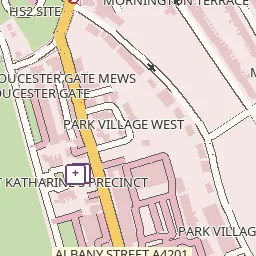 MORNINGTON TERRACE
HS2 SITE
OUCESTER GATE MEWS
OUCESTER GATE
PARK VILLAGE WEST
T KATHARINE'S PRECINCT
PARK VILLAG
ALBANY STREET A4201